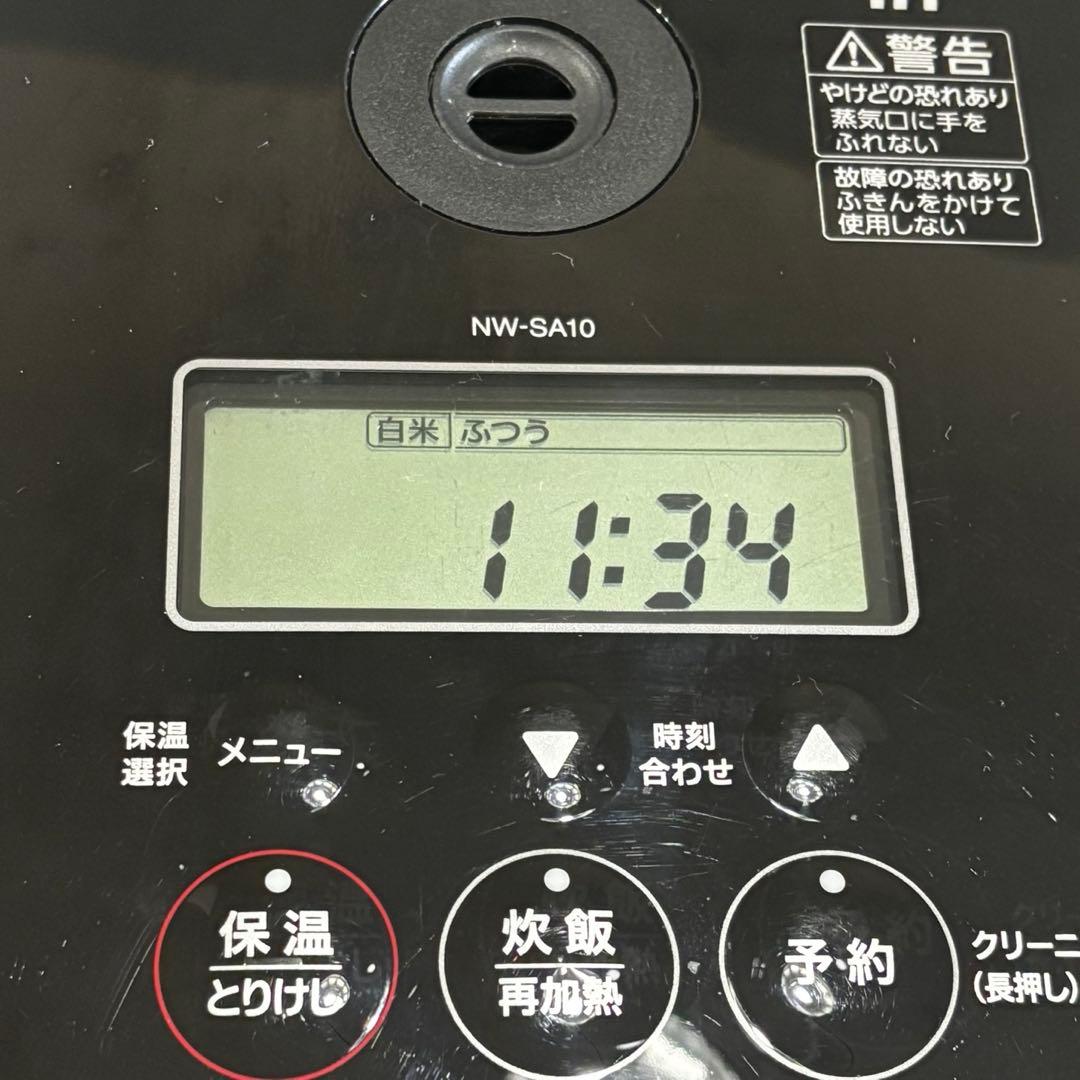 警告
やけどの恐れあり
蒸気口に手を
ふれない
故障の恐れあり
ふきんをかけて
使用しない
NW-SA10
白米 ふつう
11:34
保温
選択
メニュー
▼
時刻
合わせ
▲
保温
とりけし
炊飯
再加熱
予約
クリーニ
(長押し)